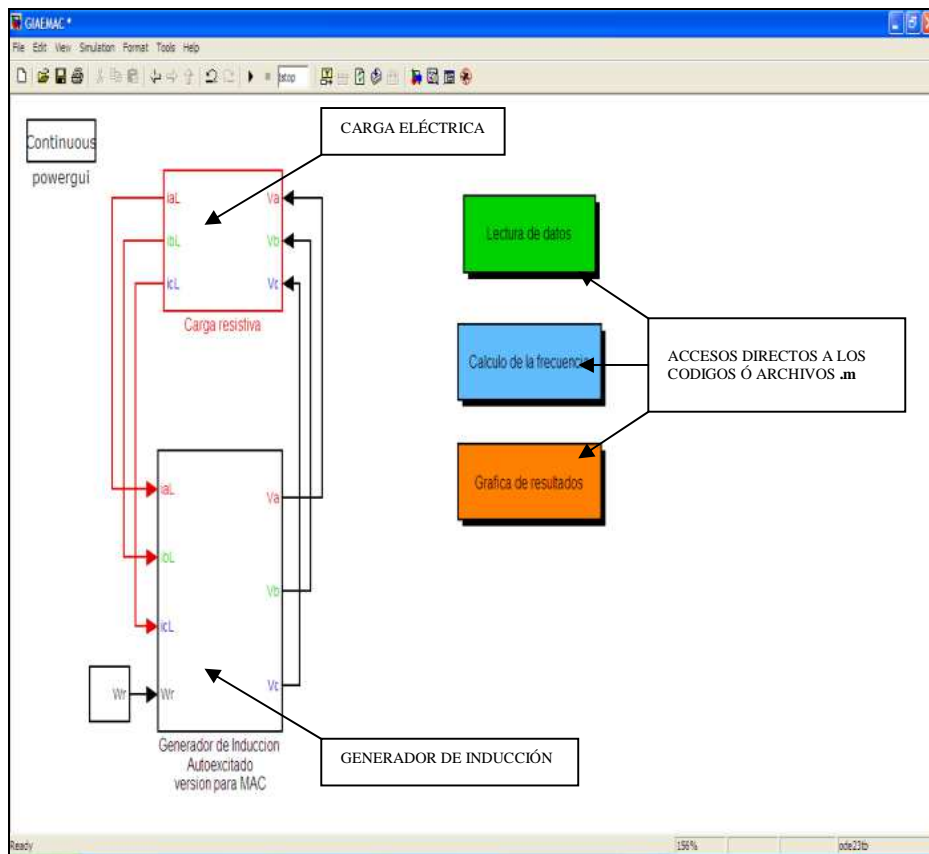 GIAEMAC *
File Edit View Simulation Format Tools Help
tstop
Continuous
powergui
CARGA ELÉCTRICA
iaL
Va
ibL
Vb
icL
Vc
Carga resistiva
Lectura de datos
Calculo de la frecuencia
ACCESOS DIRECTOS A LOS
CODIGOS Ó ARCHIVOS .m
Grafica de resultados
iaL
Va
ibL
Vb
icL
Vc
Wr
Wr
Generador de Induccion
Autoexcitado
version para MAC
GENERADOR DE INDUCCIÓN
Ready
156%
ode23tb